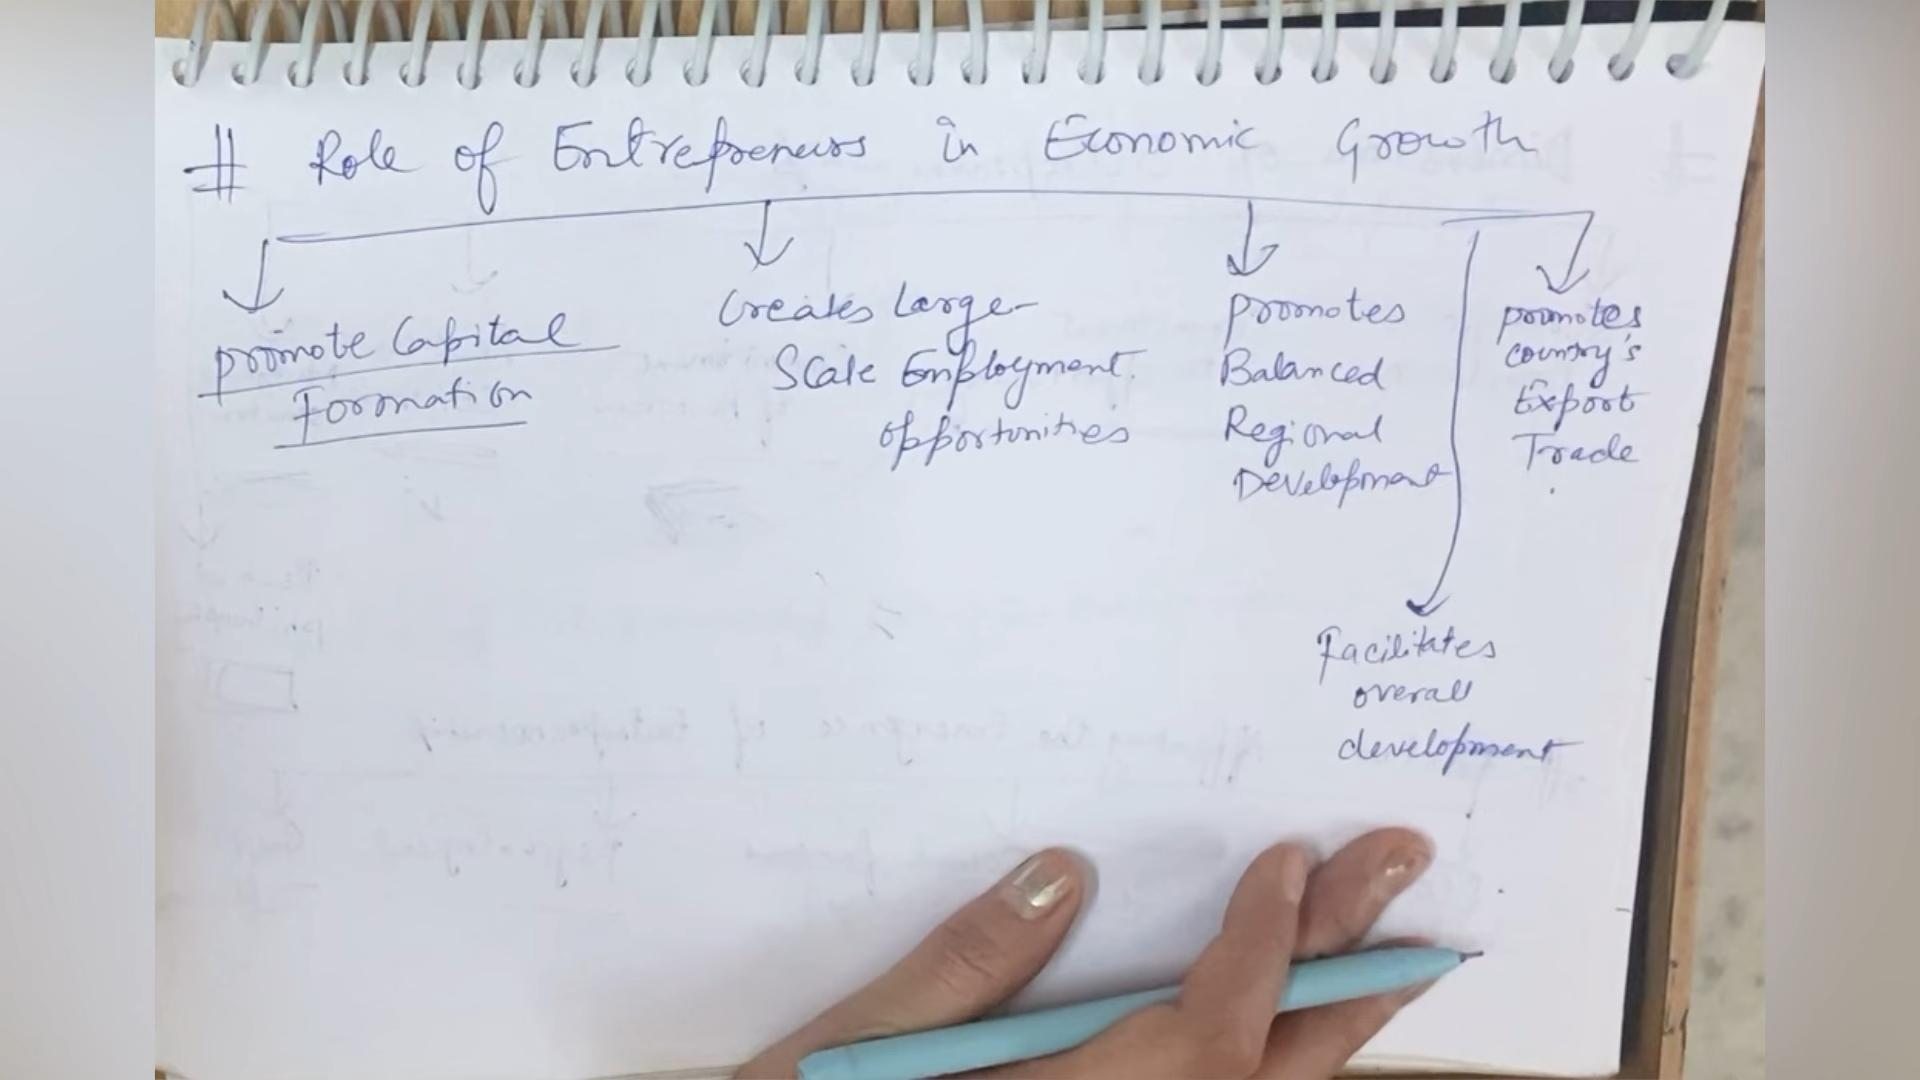 # Role of Entrepreneurs in Economic Growth
promote Capital
Formation
Creates Large-
Scale Employment
opportunities
promotes
Balanced
Regional
Development
promotes
country's
Export
Trade
Facilitates
overall
development